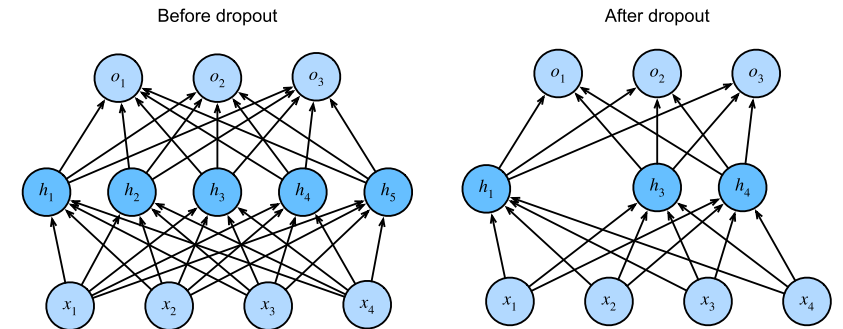 Before dropout
After dropout
o1 o2 o3
o1 o2 o3
h1 h2 h3 h4 h5
h1 h3 h4
x1 x2 x3 x4
x1 x2 x3 x4